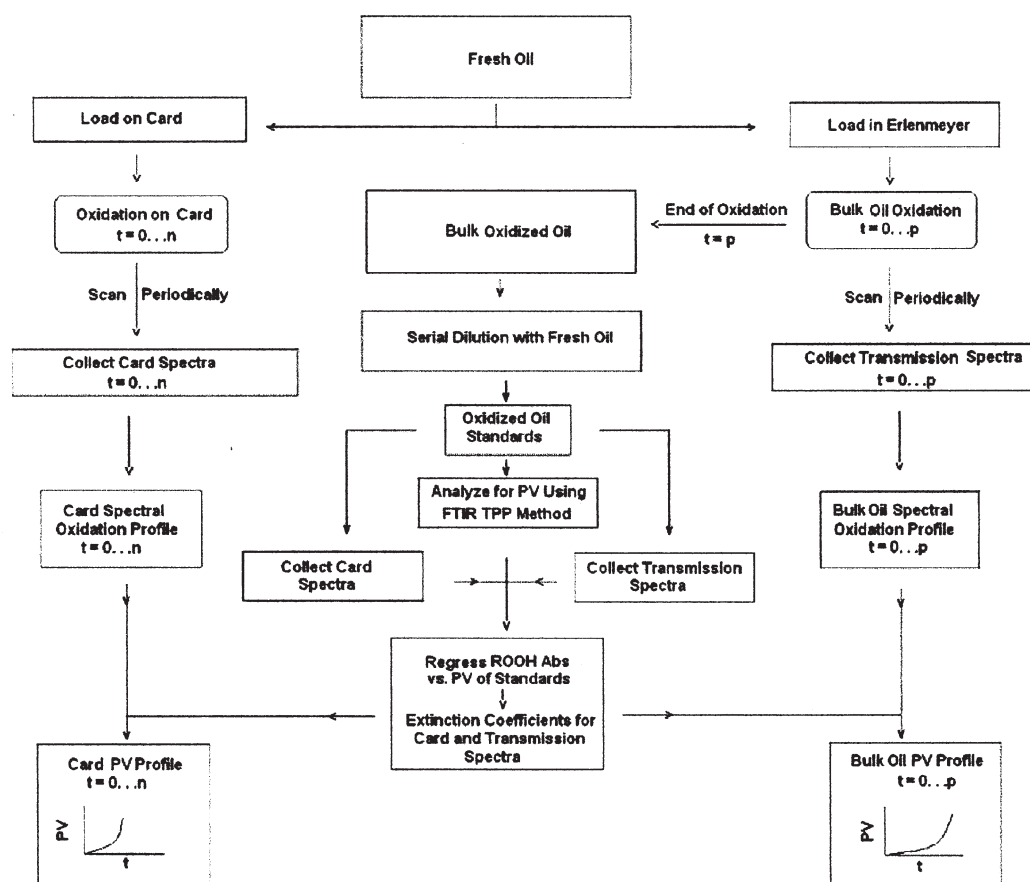 Fresh Oil
Load on Card
Load in Erlenmeyer
Oxidation on Card
t = 0. . .n
Bulk Oxidized Oil
End of Oxidation
t = p
Bulk Oil Oxidation
t = 0. . .p
Scan Periodically
Scan Periodically
Serial Dilution with Fresh Oil
Collect Card Spectra
t = 0. . .n
Collect Transmission Spectra
t = 0. . .p
Oxidized Oil
Standards
Analyze for PV Using
FTIR TPP Method
Card Spectral
Oxidation Profile
t = 0. . .n
Bulk Oil Spectral
Oxidation Profile
t = 0. . .p
Collect Card
Spectra
Collect Transmission
Spectra
Regress ROOH Abs
vs. PV of Standards
Extinction Coefficients for
Card and Transmission
Spectra
Card PV Profile
t = 0. . .n
PV
t
Bulk Oil PV Profile
t = 0. . .p
PV
t